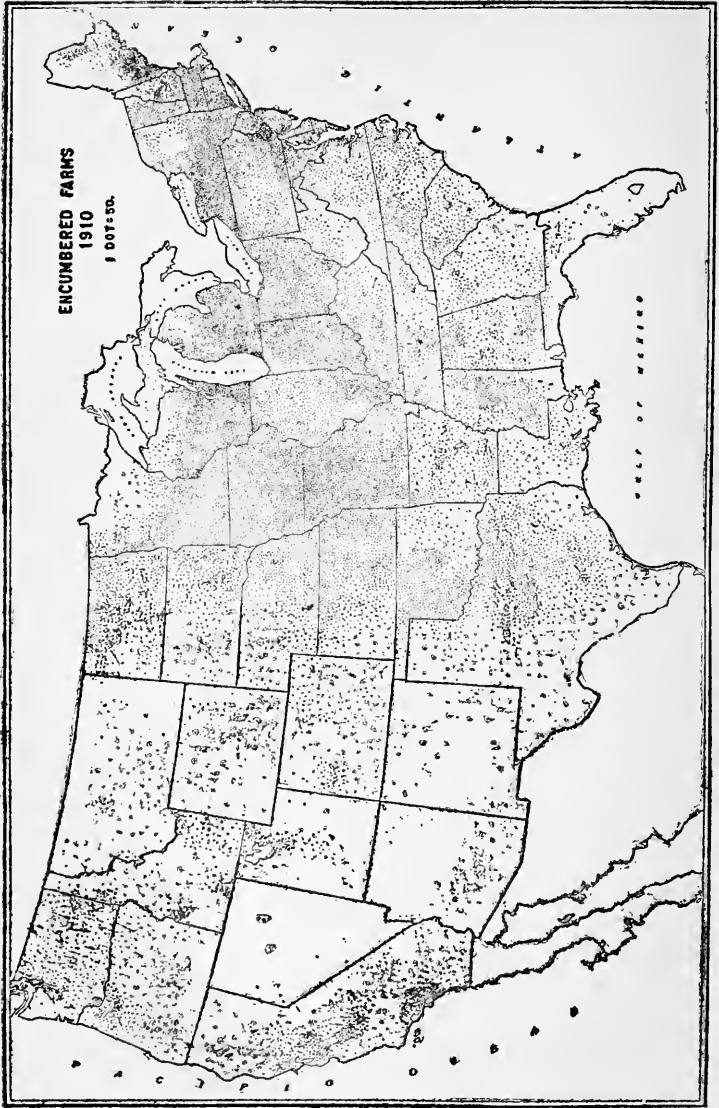 ENCUMBERED FARMS
1910
1 DOT=50.
ATLANTIC OCEAN
GULF OF MEXICO
PACIFIC OCEAN